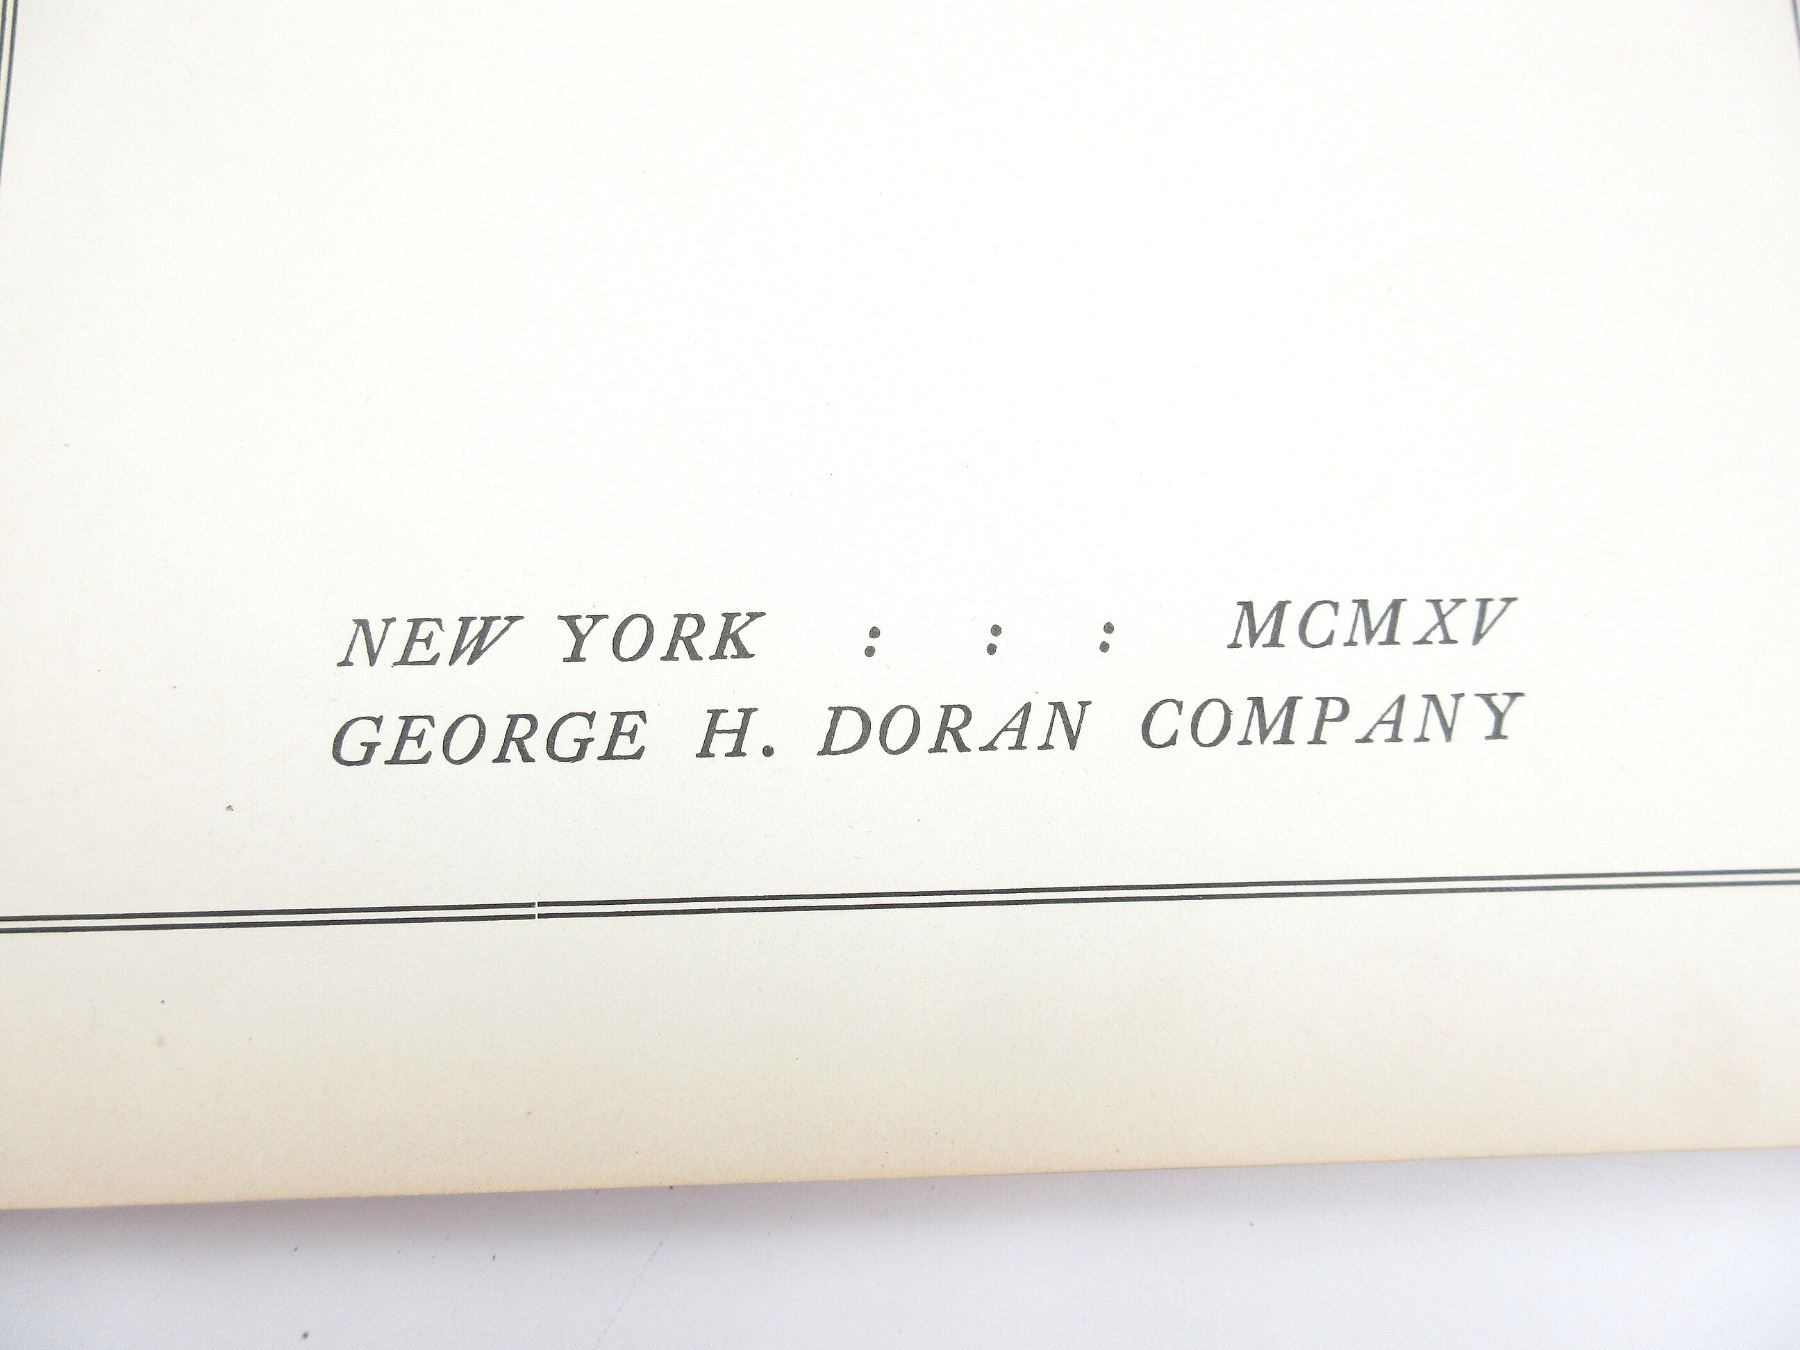 NEW YORK : : : MCMXV
GEORGE H. DORAN COMPANY